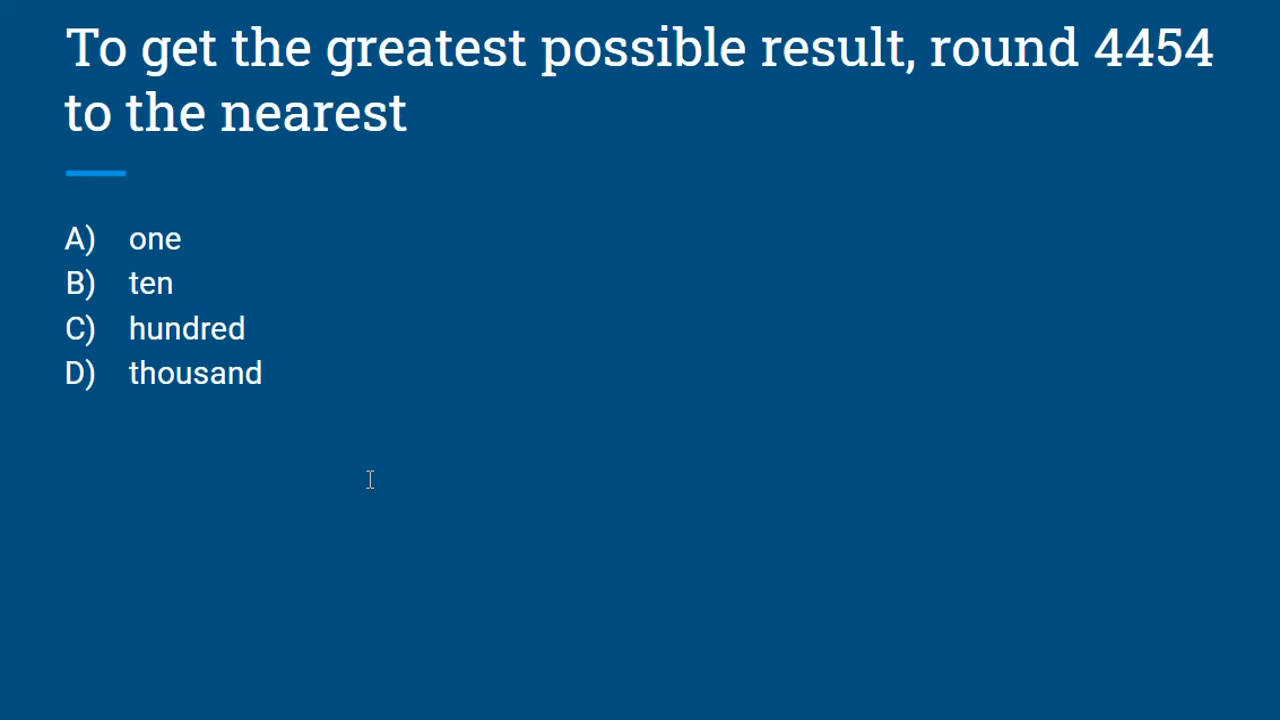 To get the greatest possible result, round 4454
to the nearest
A) one
B) ten
C) hundred
D) thousand